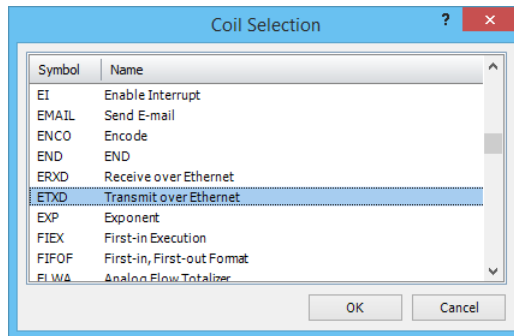 Coil Selection ?
Symbol Name
EI Enable Interrupt
EMAIL Send E-mail
ENCO Encode
END END
ERXD Receive over Ethernet
ETXD Transmit over Ethernet
EXP Exponent
FIEX First-in Execution
FIFOF First-in, First-out Format
FLWA Analog Flow Totalizer
OK Cancel